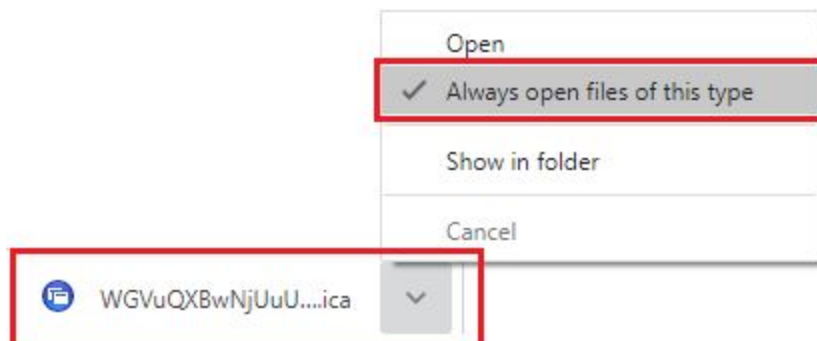 Open
Always open files of this type
Show in folder
Cancel
WGVuQXBwNjUuU....ica